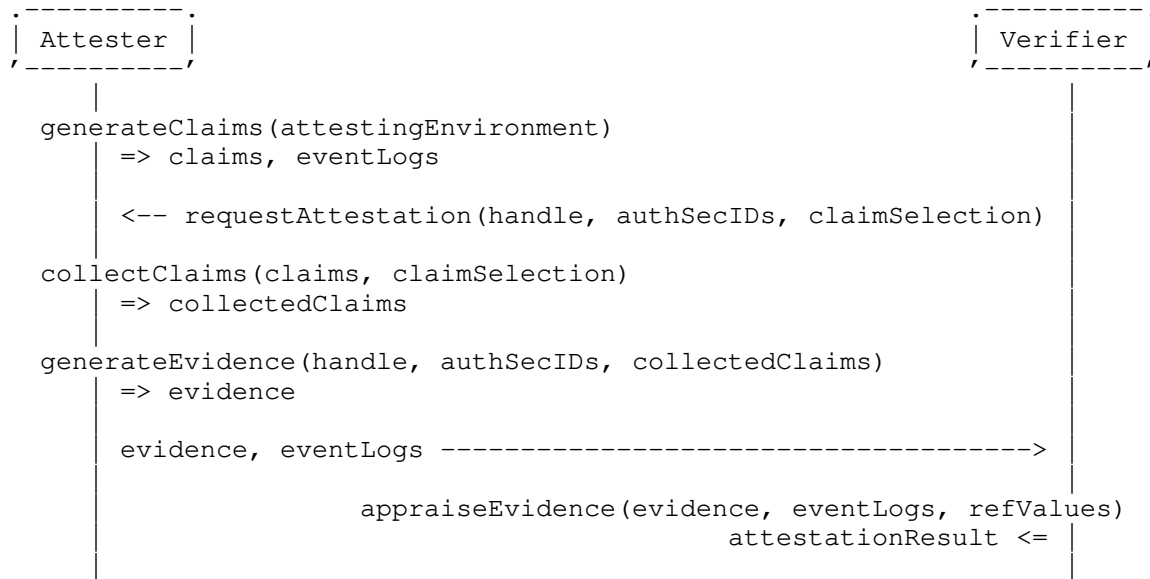 .----------.                                                .----------.
| Attester |                                                | Verifier |
'----------'                                                '----------'
generateClaims(attestingEnvironment)
=> claims, eventLogs
<-- requestAttestation(handle, authSecIDs, claimSelection)
collectClaims(claims, claimSelection)
=> collectedClaims
generateEvidence(handle, authSecIDs, collectedClaims)
=> evidence
evidence, eventLogs ------------------------------------->
appraiseEvidence(evidence, eventLogs, refValues)
attestationResult <=